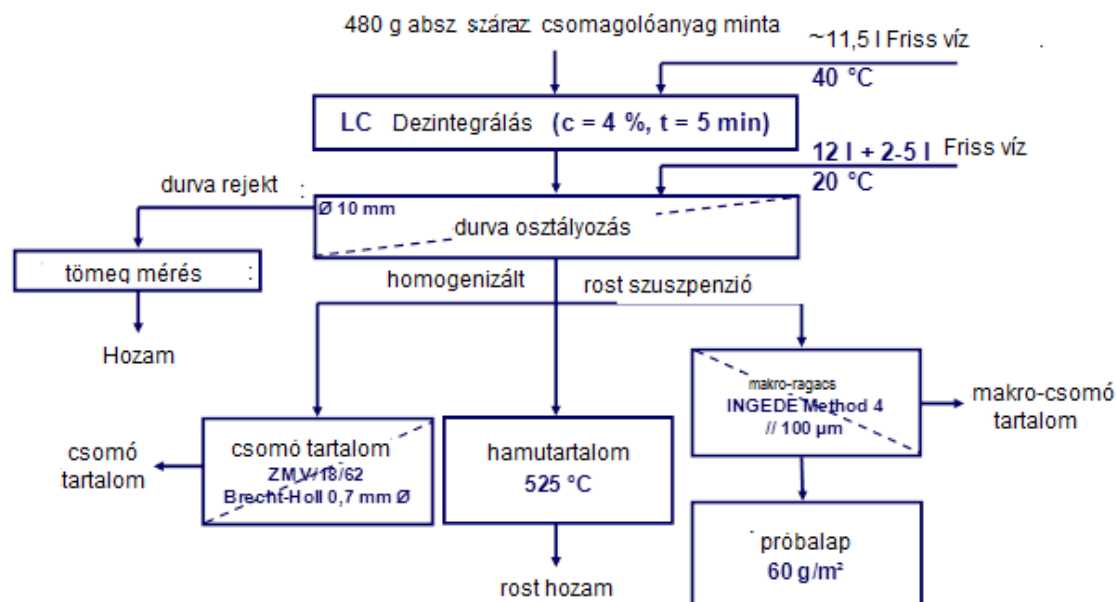 480 g absz száraz csomagolóanyag minta
~11,5 l Friss víz
40 °C
LC Dezintegrálás (c = 4 %, t = 5 min)
12 l + 2-5 l Friss víz
20 °C
durva rejekt :
Ø 10 mm
durva osztályozás
tömeg mérés :
homogenizált
rost szuszpenzió
Hozam
makro-ragacs
INGEDE Method 4
// 100 µm
makro-csomó
tartalom
csomó
tartalom
csomó tartalom
ZM V/18/62
Brecht-Holl 0,7 mm Ø
hamutartalom
525 °C
próbalap
60 g/m²
rost hozam